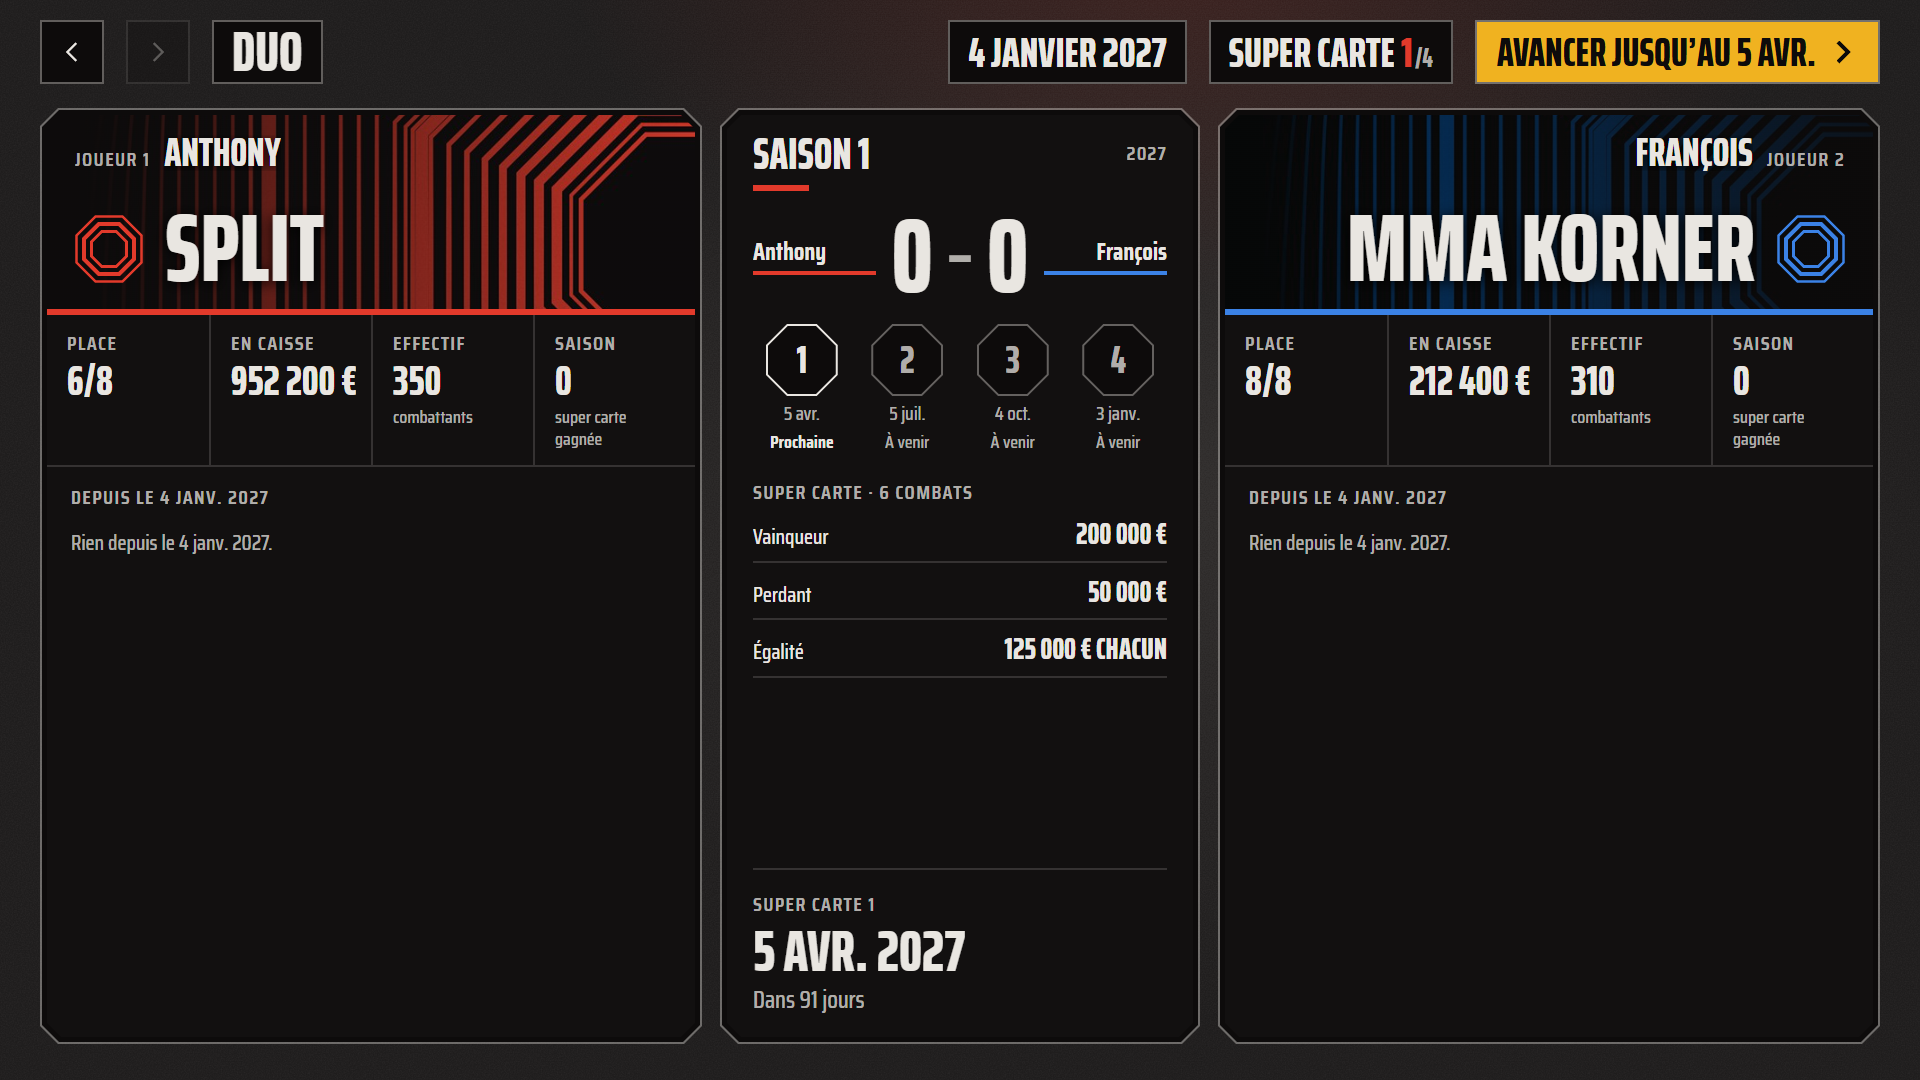 DUO
4 JANVIER 2027
SUPER CARTE 1/4
AVANCER JUSQU'AU 5 AVR.
JOUEUR 1 ANTHONY
SPLIT
PLACE
6/8
EN CAISSE
952 200 €
EFFECTIF
350
combattants
SAISON
0
super carte
gagnée
DEPUIS LE 4 JANV. 2027
Rien depuis le 4 janv. 2027.
SAISON 1
2027
Anthony
0 – 0
François
1
2
3
4
5 avr.
5 juil.
4 oct.
3 janv.
Prochaine
À venir
À venir
À venir
SUPER CARTE · 6 COMBATS
Vainqueur
200 000 €
Perdant
50 000 €
Égalité
125 000 € CHACUN
SUPER CARTE 1
5 AVR. 2027
Dans 91 jours
FRANÇOIS JOUEUR 2
MMA KORNER
PLACE
8/8
EN CAISSE
212 400 €
EFFECTIF
310
combattants
SAISON
0
super carte
gagnée
DEPUIS LE 4 JANV. 2027
Rien depuis le 4 janv. 2027.